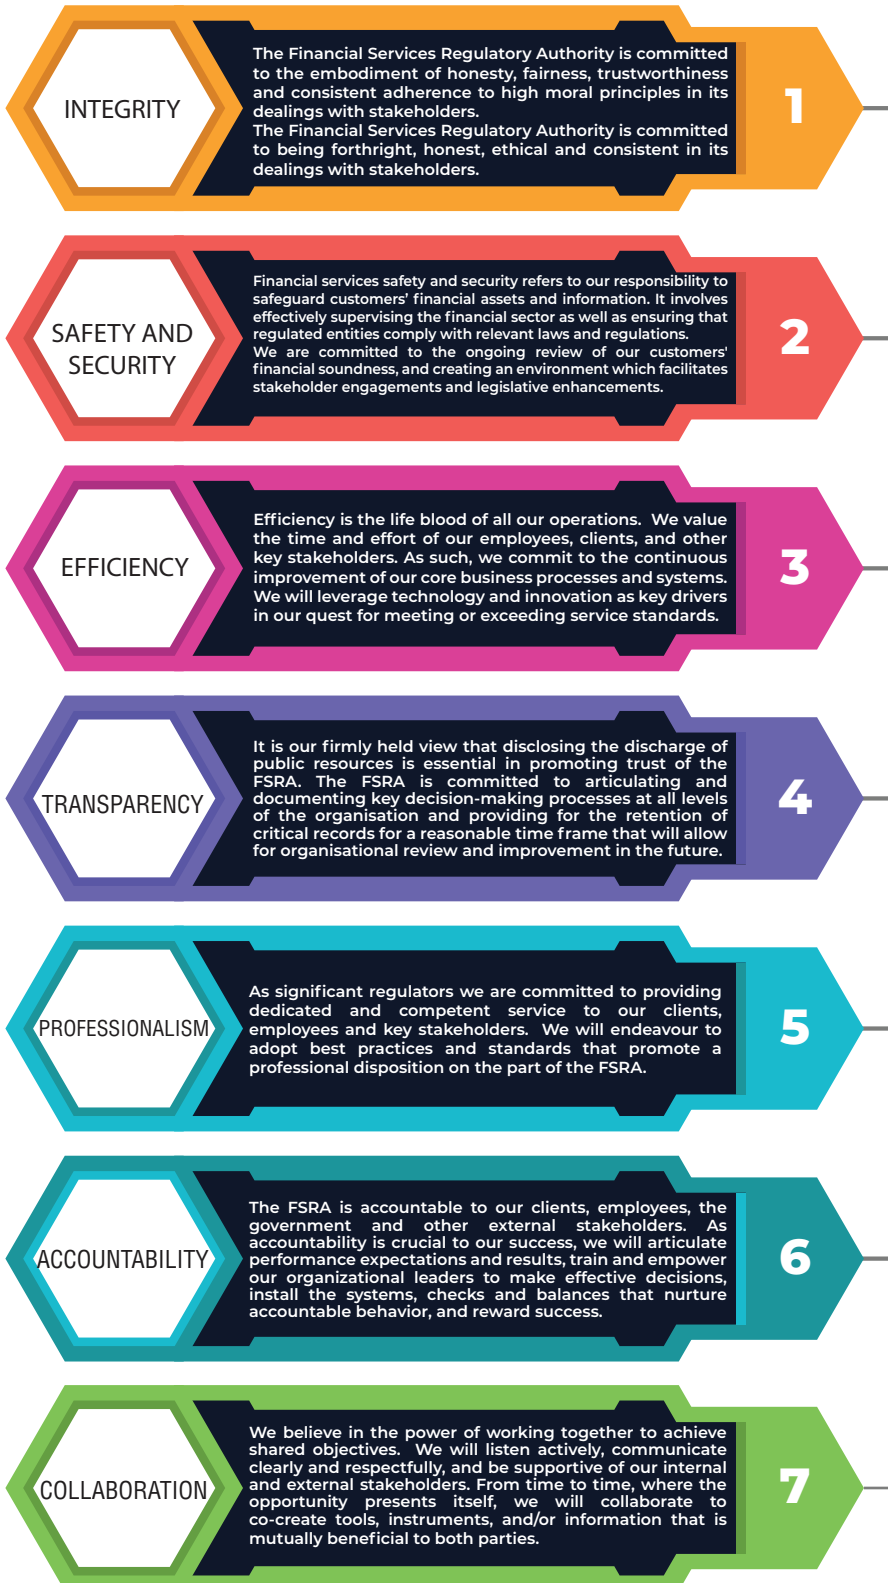 INTEGRITY
The Financial Services Regulatory Authority is committed
to the embodiment of honesty, fairness, trustworthiness
and consistent adherence to high moral principles in its
dealings with stakeholders.
The Financial Services Regulatory Authority is committed
to being forthright, honest, ethical and consistent in its
dealings with stakeholders.
1
SAFETY AND
SECURITY
Financial services safety and security refers to our responsibility to
safeguard customers' financial assets and information. It involves
effectively supervising the financial sector as well as ensuring that
regulated entities comply with relevant laws and regulations.
We are committed to the ongoing review of our customers'
financial soundness, and creating an environment which facilitates
stakeholder engagements and legislative enhancements.
2
EFFICIENCY
Efficiency is the life blood of all our operations. We value
the time and effort of our employees, clients, and other
key stakeholders. As such, we commit to the continuous
improvement of our core business processes and systems.
We will leverage technology and innovation as key drivers
in our quest for meeting or exceeding service standards.
3
TRANSPARENCY
It is our firmly held view that disclosing the discharge of
public resources is essential in promoting trust of the
FSRA. The FSRA is committed to articulating and
documenting key decision-making processes at all levels
of the organisation and providing for the retention of
critical records for a reasonable time frame that will allow
for organisational review and improvement in the future.
4
PROFESSIONALISM
As significant regulators we are committed to providing
dedicated and competent service to our clients,
employees and key stakeholders. We will endeavour to
adopt best practices and standards that promote a
professional disposition on the part of the FSRA.
5
ACCOUNTABILITY
The FSRA is accountable to our clients, employees, the
government and other external stakeholders. As
accountability is crucial to our success, we will articulate
performance expectations and results, train and empower
our organizational leaders to make effective decisions,
install the systems, checks and balances that nurture
accountable behavior, and reward success.
6
COLLABORATION
We believe in the power of working together to achieve
shared objectives. We will listen actively, communicate
clearly and respectfully, and be supportive of our internal
and external stakeholders. From time to time, where the
opportunity presents itself, we will collaborate to
co-create tools, instruments, and/or information that is
mutually beneficial to both parties.
7